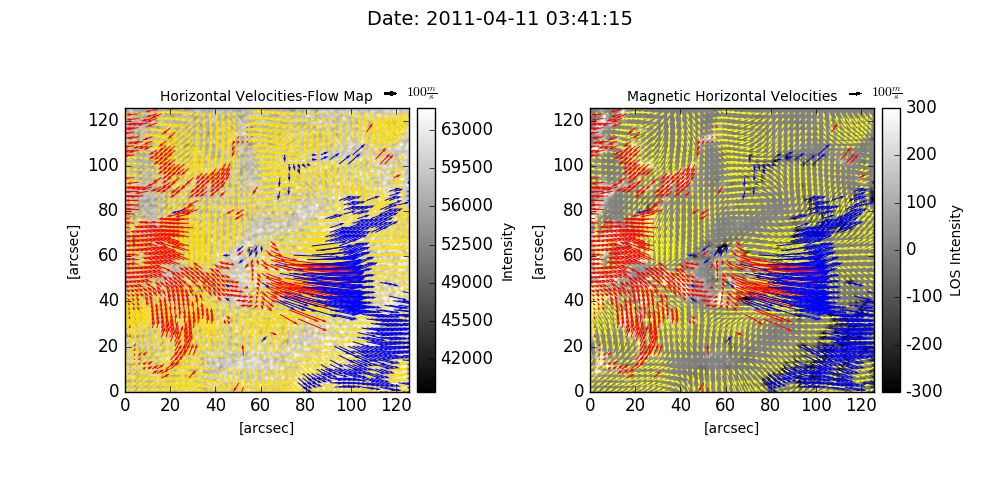 Date: 2011-04-11 03:41:15
Horizontal Velocities-Flow Map
100 m/s
Magnetic Horizontal Velocities
100 m/s
120
100
80
60
40
20
0
0 20 40 60 80 100 120
[arcsec]
[arcsec]
63000
59500
56000
52500
49000
45500
42000
Intensity
120
100
80
60
40
20
0
0 20 40 60 80 100 120
[arcsec]
[arcsec]
300
200
100
0
-100
-200
-300
LOS Intensity